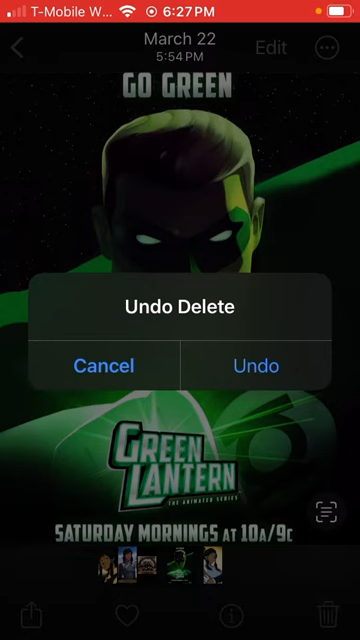 T-Mobile W... 6:27 PM
March 22
5:54 PM
Edit
GO GREEN
Undo Delete
Cancel
Undo
GREEN
LANTERN
THE ANIMATED SERIES
SATURDAY MORNINGS AT 10A/9C